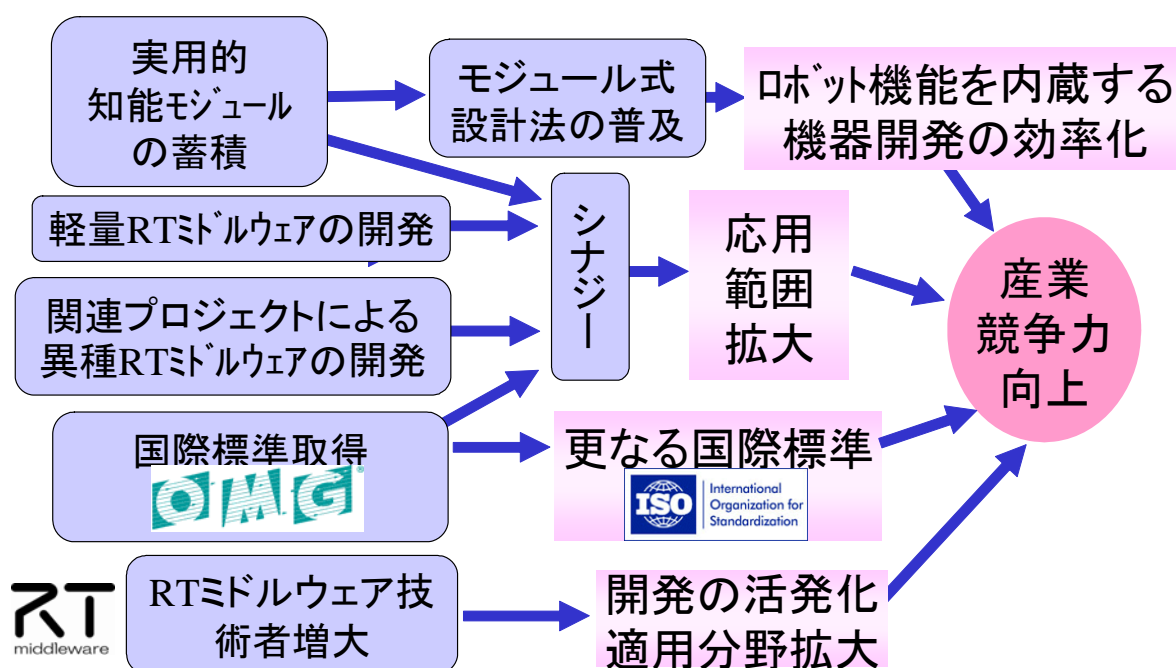 実用的
知能ﾓｼﾞｭｰﾙ
の蓄積
モジュール式
設計法の普及
ﾛﾎﾞｯﾄ機能を内蔵する
機器開発の効率化
軽量RTﾐﾄﾞﾙｳｪｱの開発
シナジー
応用
範囲
拡大
産業
競争力
向上
関連プロジェクトによる
異種RTﾐﾄﾞﾙｳｪｱの開発
国際標準取得
OMG®
更なる国際標準
ISO
International
Organization for
Standardization
RT
middleware
RTミドルウェア技
術者増大
開発の活発化
適用分野拡大